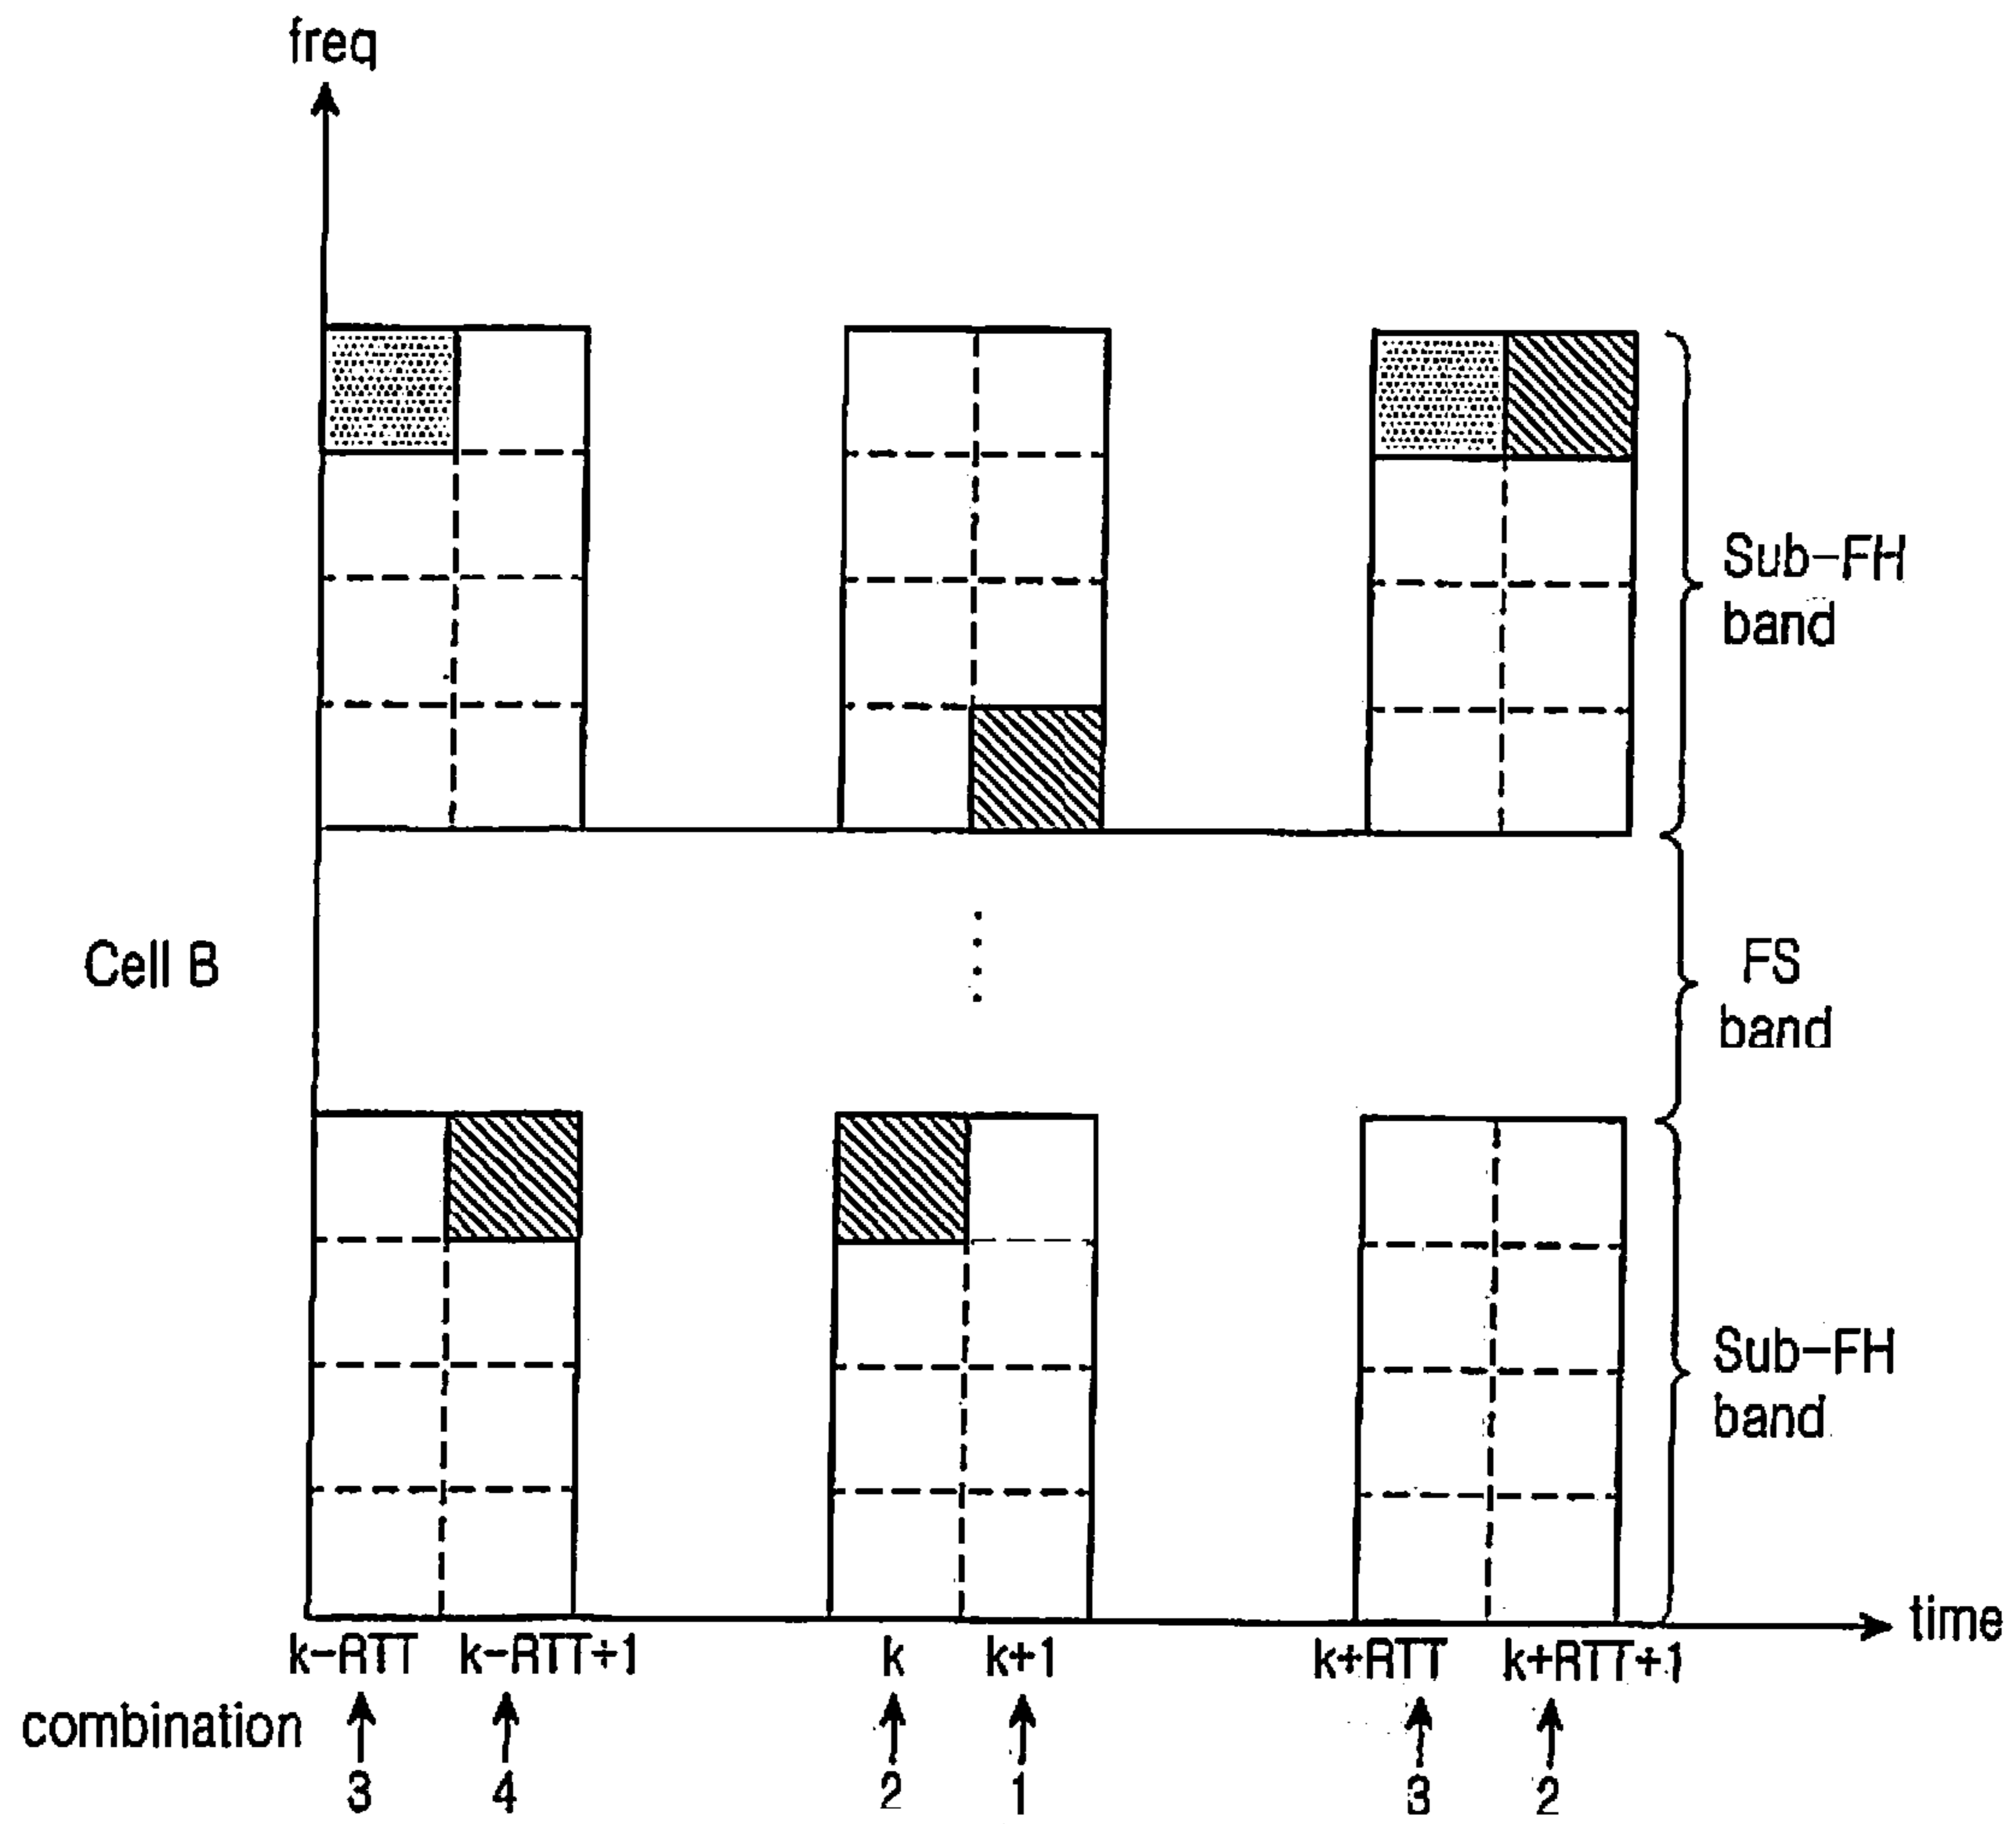 freq
Sub-FH
band
Cell B
FS
band
Sub-FH
band
time
k-RTT k-RTT+1 k k+1 k+RTT k+RTT+1
combination
3 4 2 1 3 2